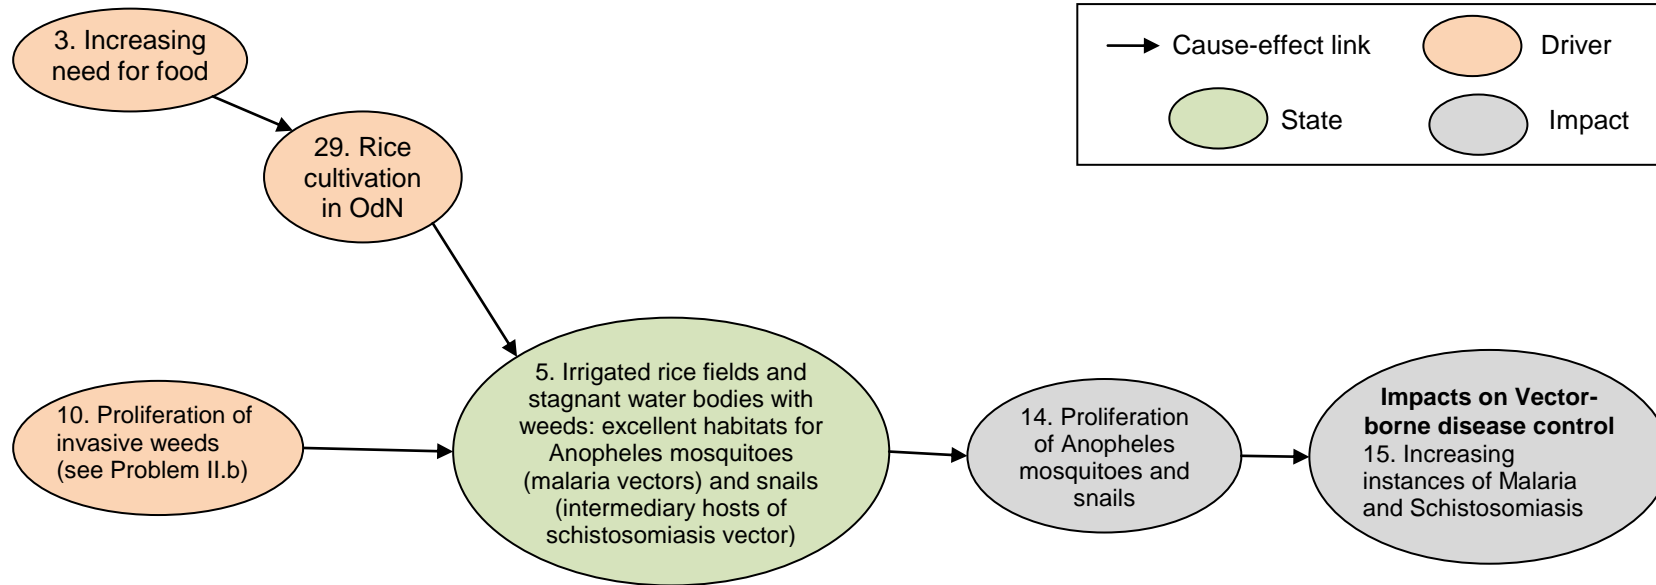 3. Increasing
need for food
29. Rice
cultivation
in OdN
Cause-effect link
Driver
State
Impact
10. Proliferation of
invasive weeds
(see Problem II.b)
5. Irrigated rice fields and
stagnant water bodies with
weeds: excellent habitats for
Anopheles mosquitoes
(malaria vectors) and snails
(intermediary hosts of
schistosomiasis vector)
14. Proliferation
of Anopheles
mosquitoes and
snails
Impacts on Vector-
borne disease control
15. Increasing
instances of Malaria
and Schistosomiasis